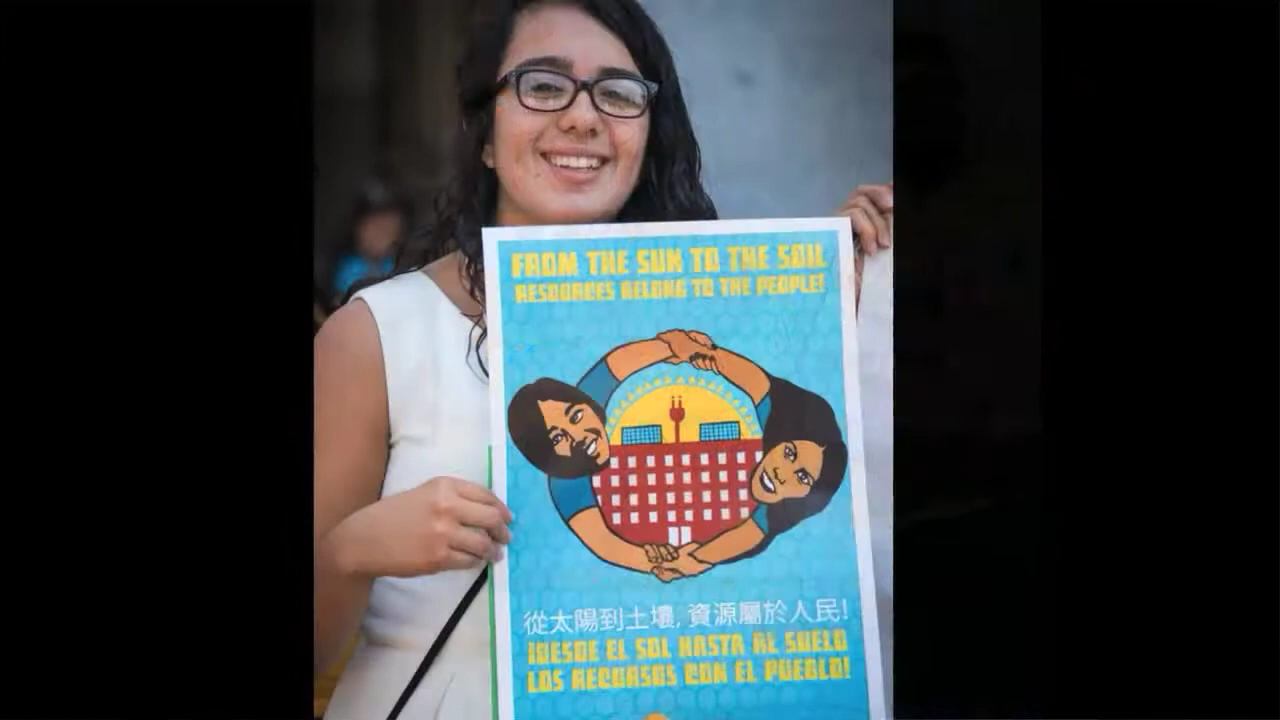 FROM THE SUN TO THE SOIL
RESOURCES BELONG TO THE PEOPLE!
從太陽到土壤, 資源屬於人民!
¡DESDE EL SOL HASTA AL SUELO
LOS RECURSOS CON EL PUEBLO!